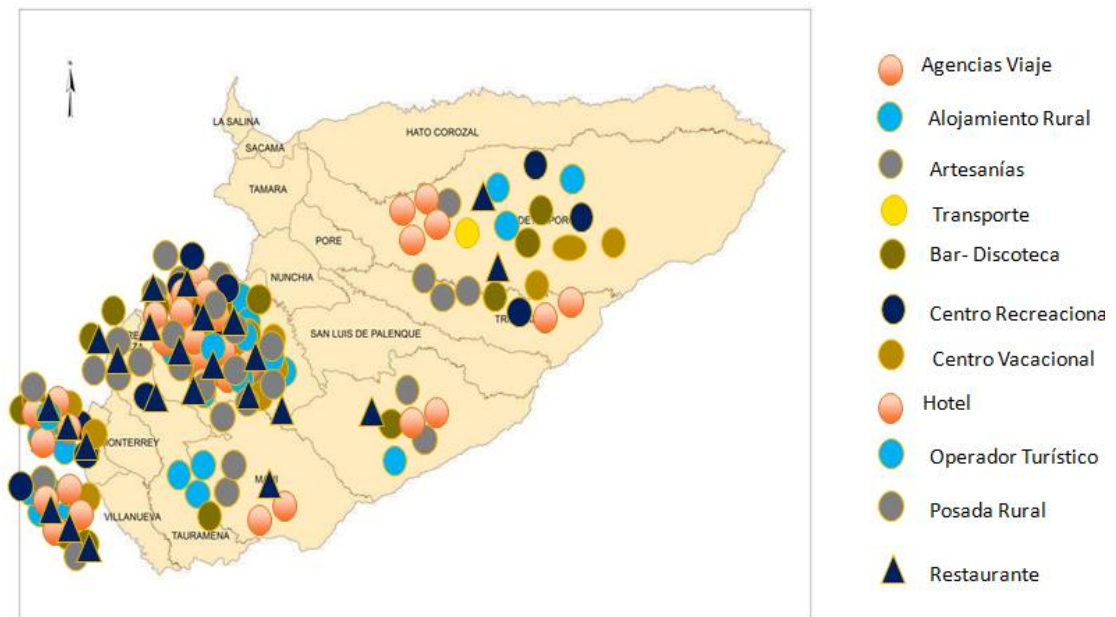 LA SALINA
SACAMA
HATO COROZAL
TAMARA
PORE
NUNCHIA
SAN LUIS DE PALENQUE
MONTERREY
VILLANUEVA
TAURAMENA
Agencias Viaje
Alojamiento Rural
Artesanías
Transporte
Bar- Discoteca
Centro Recreaciona
Centro Vacacional
Hotel
Operador Turístico
Posada Rural
Restaurante